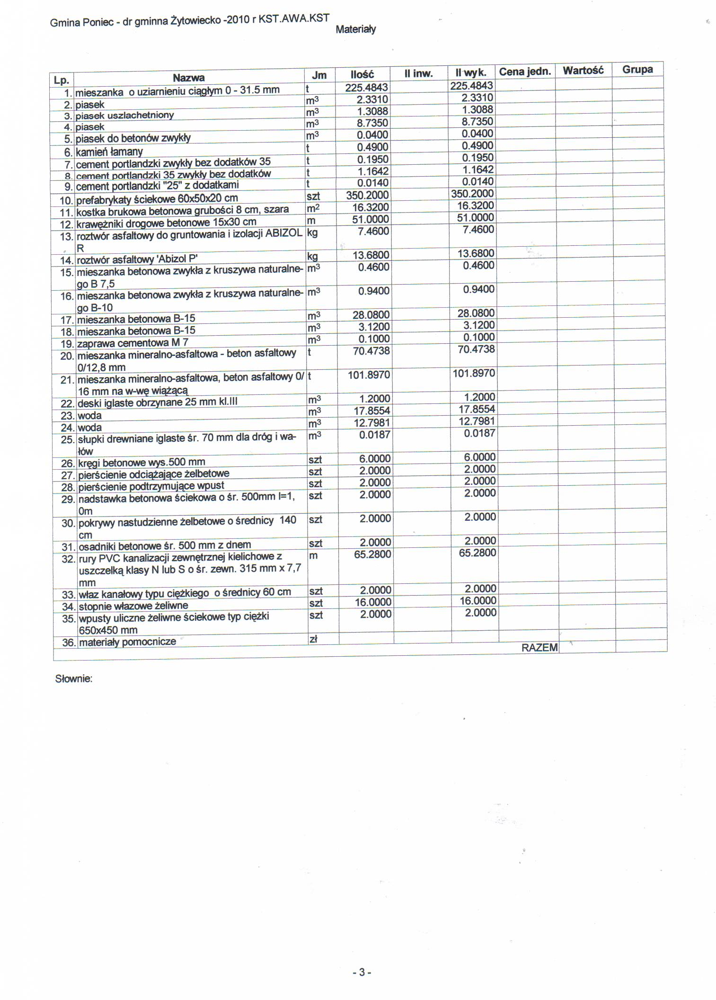 Gmina Poniec - dr gminna Żytowiecko -2010 r KST.AWA.KST
Materiały
Lp. Nazwa Jm Ilość Il inw. Il wyk. Cena jedn. Wartość Grupa
1. mieszanka o uziarnieniu ciągłym 0 - 31.5 mm t 225.4843 225.4843
2. piasek m3 2.3310 2.3310
3. piasek uszlachetniony m3 1.3088 1.3088
4. piasek m3 8.7350 8.7350
5. piasek do betonów zwykły m3 0.0400 0.0400
6. kamień łamany t 0.4900 0.4900
7. cement portlandzki zwykły bez dodatków 35 t 0.1950 0.1950
8. cement portlandzki 35 zwykły bez dodatków t 1.1642 1.1642
9. cement portlandzki "25" z dodatkami t 0.0140 0.0140
10. prefabrykaty ściekowe 60x50x20 cm szt 350.2000 350.2000
11. kostka brukowa betonowa grubości 8 cm, szara m2 16.3200 16.3200
12. krawężniki drogowe betonowe 15x30 cm m 51.0000 51.0000
13. roztwór asfaltowy do gruntowania i izolacji ABIZOL kg 7.4600 7.4600
R
14. roztwór asfaltowy 'Abizol P' kg 13.6800 13.6800
15. mieszanka betonowa zwykła z kruszywa naturalne- m3 0.4600 0.4600
go B 7,5
16. mieszanka betonowa zwykła z kruszywa naturalne- m3 0.9400 0.9400
go B-10
17. mieszanka betonowa B-15 m3 28.0800 28.0800
18. mieszanka betonowa B-15 m3 3.1200 3.1200
19. zaprawa cementowa M 7 m3 0.1000 0.1000
20. mieszanka mineralno-asfaltowa - beton asfaltowy t 70.4738 70.4738
0/12,8 mm
21. mieszanka mineralno-asfaltowa, beton asfaltowy 0/ t 101.8970 101.8970
16 mm na w-wę wiążącą
22. deski iglaste obrzynane 25 mm kl.III m3 1.2000 1.2000
23. woda m3 17.8554 17.8554
24. woda m3 12.7981 12.7981
25. słupki drewniane iglaste śr. 70 mm dla dróg i wa- m3 0.0187 0.0187
łów
26. kręgi betonowe wys.500 mm szt 6.0000 6.0000
27. pierścienie odciążające żelbetowe szt 2.0000 2.0000
28. pierścienie podtrzymujące wpust szt 2.0000 2.0000
29. nadstawka betonowa ściekowa o śr. 500mm l=1, szt 2.0000 2.0000
0m
30. pokrywy nastudzienne żelbetowe o średnicy 140 szt 2.0000 2.0000
cm
31. osadniki betonowe śr. 500 mm z dnem szt 2.0000 2.0000
32. rury PVC kanalizacji zewnętrznej kielichowe z m 65.2800 65.2800
uszczelką klasy N lub S o śr. zewn. 315 mm x 7,7
mm
33. właz kanałowy typu ciężkiego o średnicy 60 cm szt 2.0000 2.0000
34. stopnie włazowe żeliwne szt 16.0000 16.0000
35. wpusty uliczne żeliwne ściekowe typ ciężki szt 2.0000 2.0000
650x450 mm
36. materiały pomocnicze zł
RAZEM
Słownie:
- 3 -